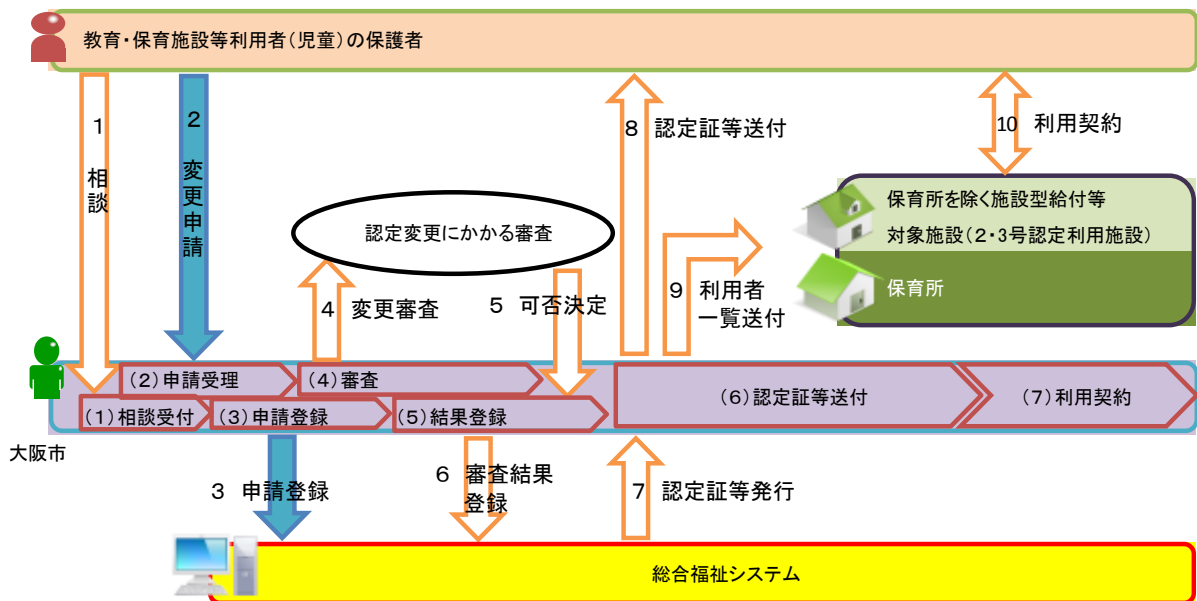 教育・保育施設等利用者(児童)の保護者
1
相談
2
変更申請
8 認定証等送付
10 利用契約
認定変更にかかる審査
保育所を除く施設型給付等
対象施設(2・3号認定利用施設)
保育所
4 変更審査
5 可否決定
9 利用者
一覧送付
(2)申請受理
(4)審査
(6)認定証等送付
(7)利用契約
(1)相談受付
(3)申請登録
(5)結果登録
大阪市
3 申請登録
6 審査結果
登録
7 認定証等発行
総合福祉システム